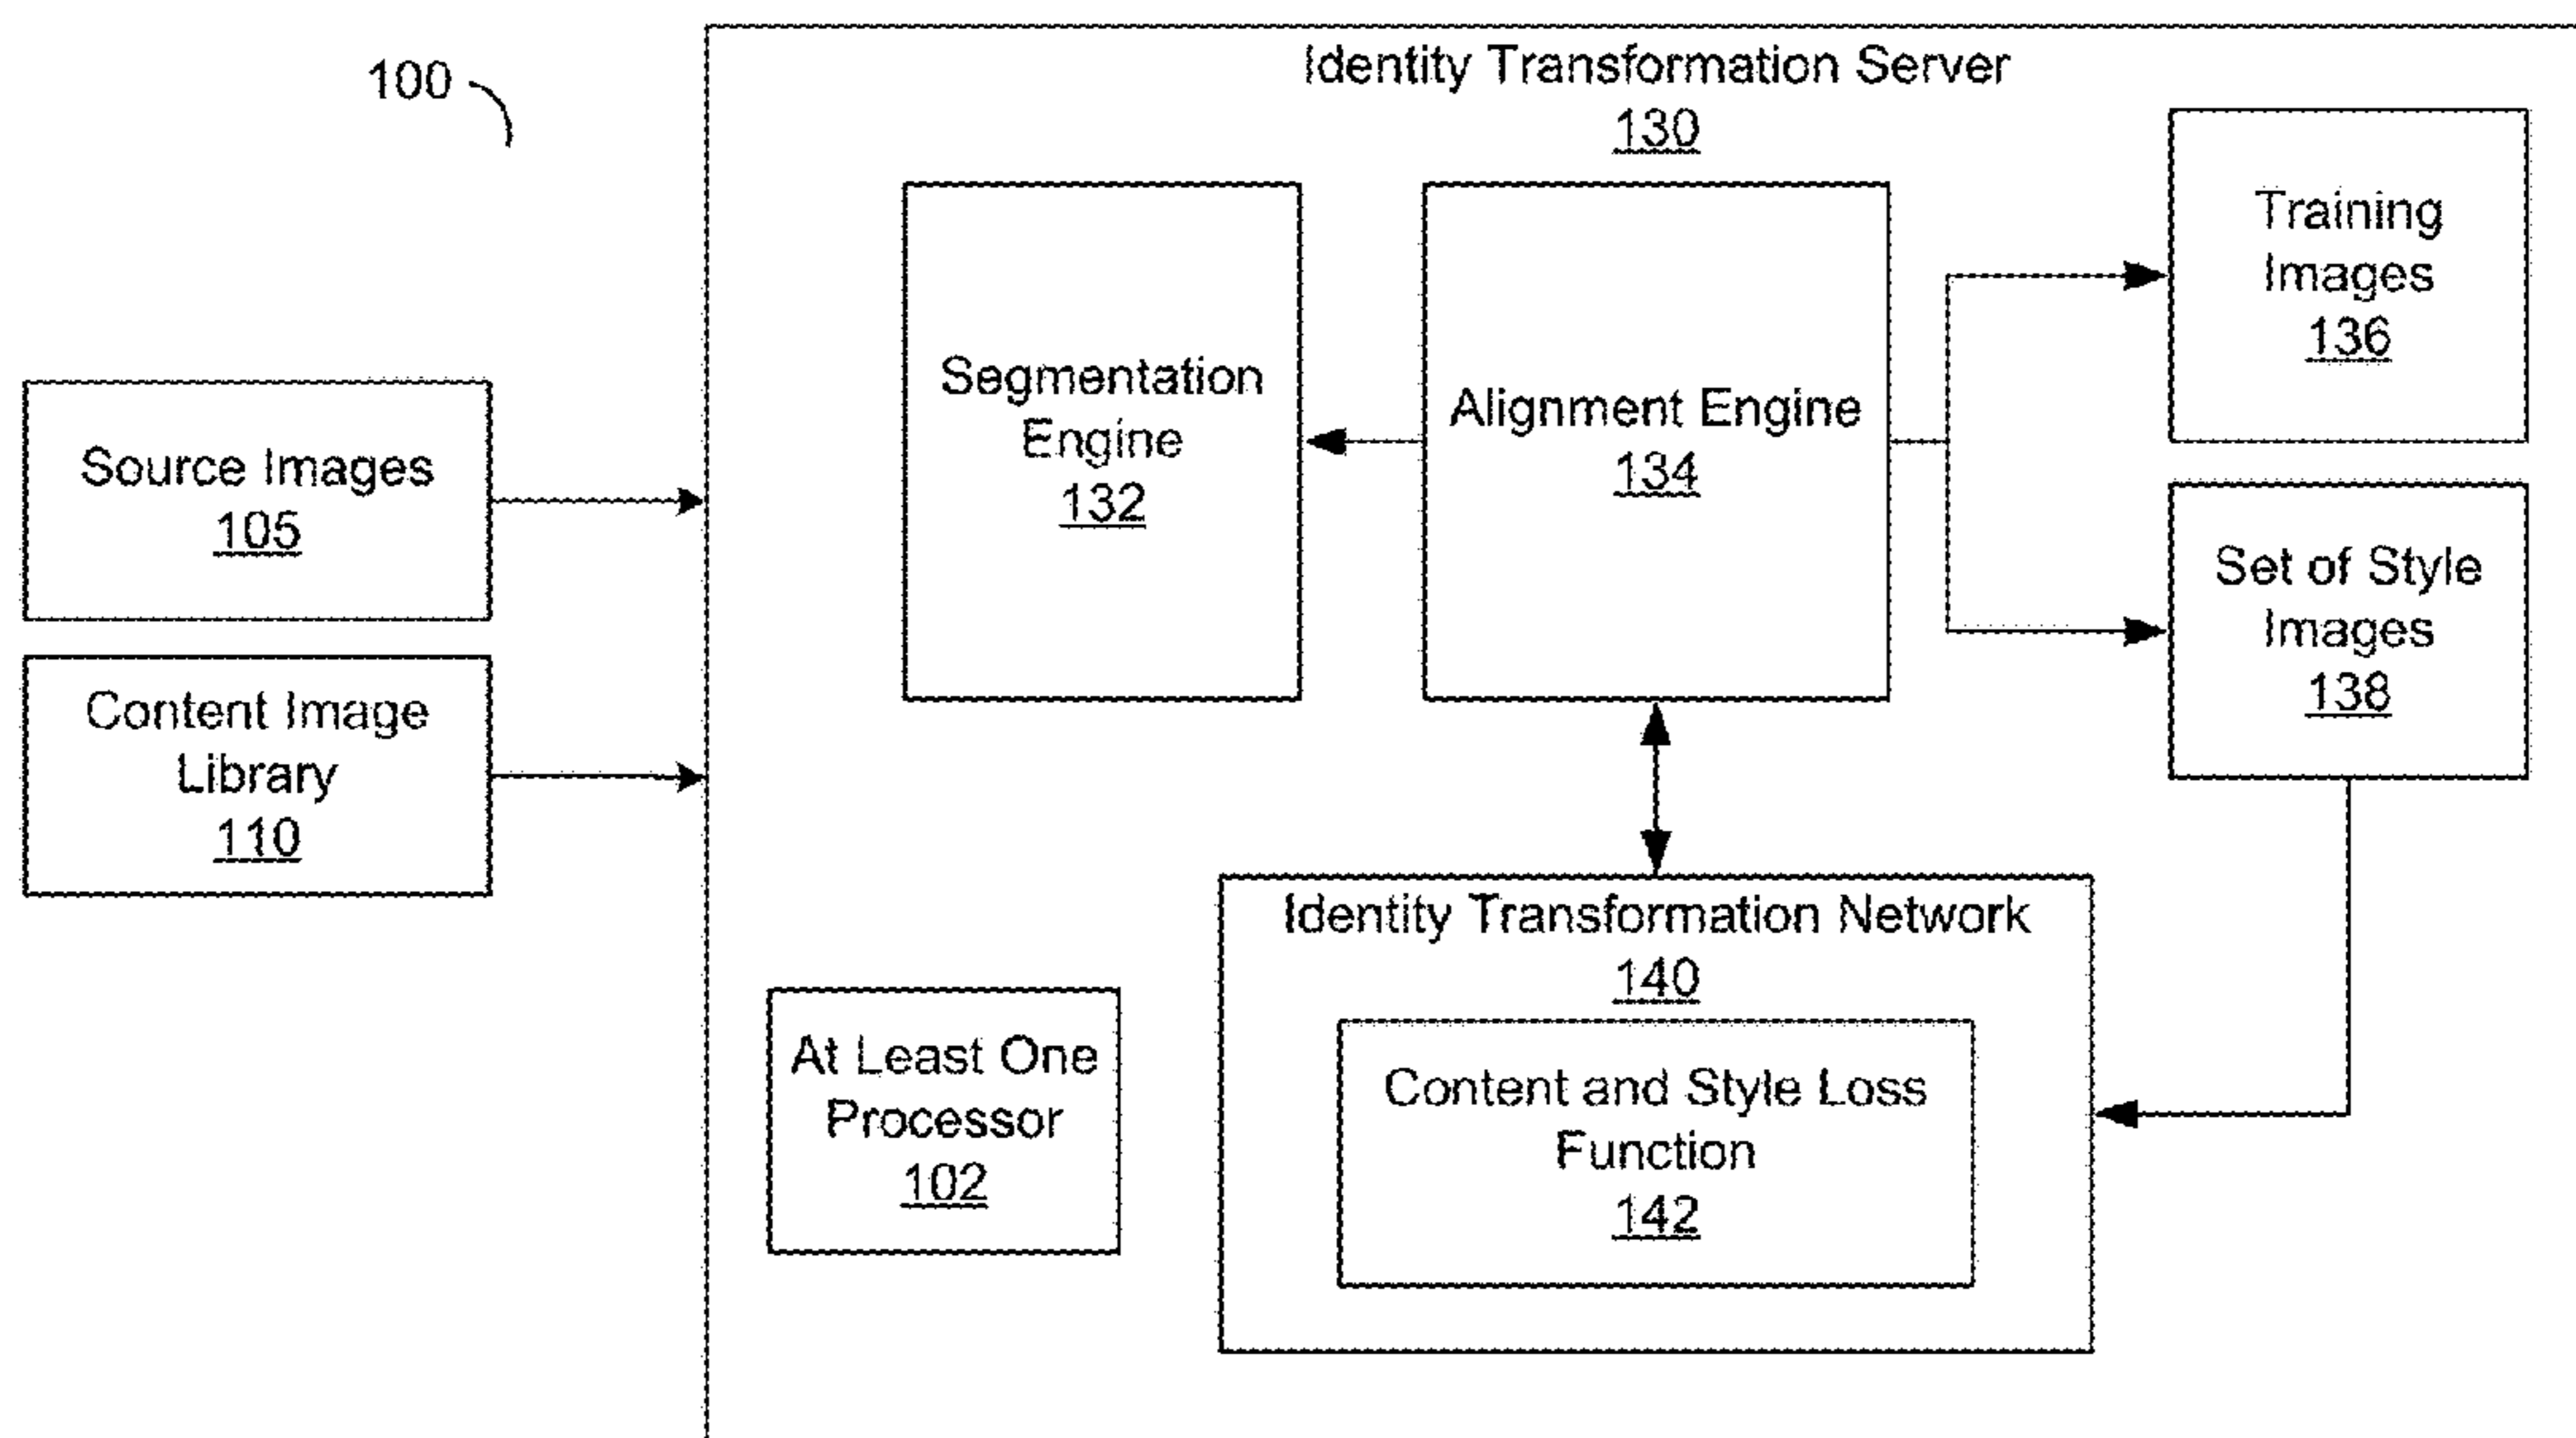 100
Identity Transformation Server
130
Segmentation
Engine
132
Alignment Engine
134
Training
Images
136
Source Images
105
Set of Style
Images
138
Content Image
Library
110
Identity Transformation Network
140
Content and Style Loss
Function
142
At Least One
Processor
102